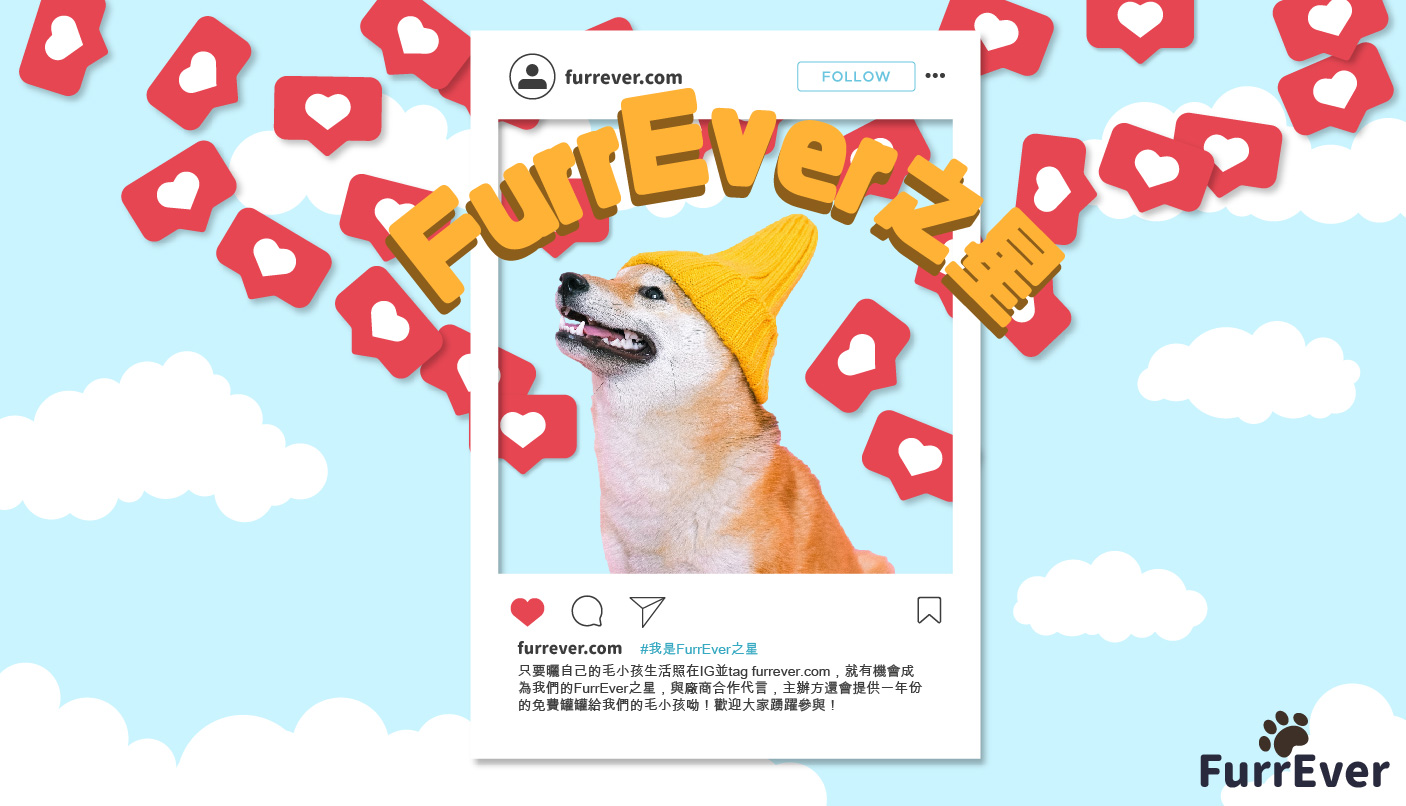 furrever.com
FOLLOW
FurrEver之星
furrever.com #我是FurrEver之星
只要曬自己的毛小孩生活照在IG並tag furrever.com，就有機會成
為我們的FurrEver之星，與廠商合作代言，主辦方還會提供一年份
的免費罐罐給我們的毛小孩呦！歡迎大家踴躍參與！
FurrEver